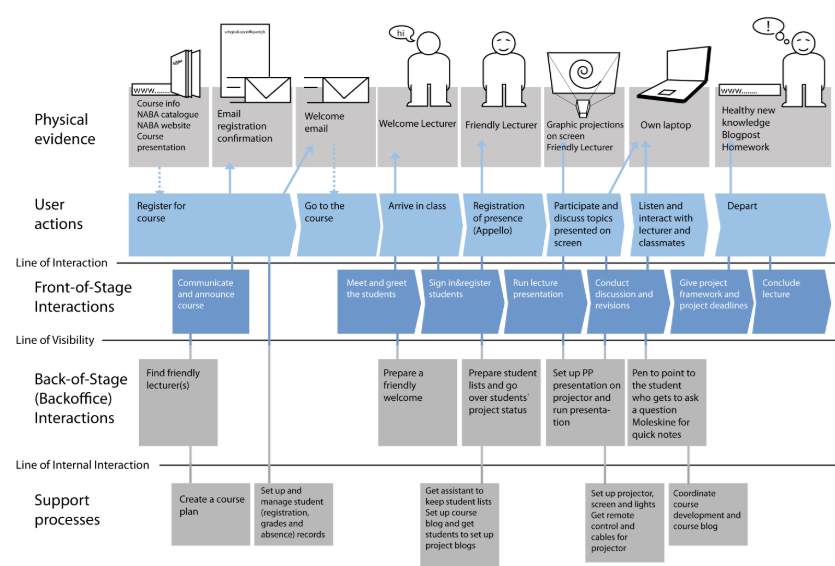 hi
!
NABA
WWW........
WWW........
Physical
evidence
Course info
NABA catalogue
NABA website
Course
presentation
Email
registration
confirmation
Welcome
email
Welcome Lecturer
Friendly Lecturer
Graphic projections
on screen
Friendly Lecturer
Own laptop
Healthy new
knowledge
Blogpost
Homework
User
actions
Register for
course
Go to the
course
Arrive in class
Registration
of presence
(Appello)
Participate and
discuss topics
presented on
screen
Listen and
interact with
lecturer and
classmates
Depart
Line of Interaction
Front-of-Stage
Interactions
Communicate
and announce
course
Meet and greet
the students
Sign in&register
students
Run lecture
presentation
Conduct
discussion and
revisions
Give project
framework and
project deadlines
Conclude
lecture
Line of Visibility
Back-of-Stage
(Backoffice)
Interactions
Find friendly
lecturer(s)
Prepare a
friendly
welcome
Prepare student
lists and go
over students'
project status
Set up PP
presentation on
projector and
run presenta-
tion
Pen to point to
the student
who gets to ask
a question
Moleskine for
quick notes
Line of Internal Interaction
Support
processes
Create a course
plan
Set up and
manage student
(registration,
grades and
absence) records
Get assistant to
keep student lists
Set up course
blog and get
students to set up
project blogs
Set up projector,
screen and lights
Get remote
control and
cables for
projector
Coordinate
course
development and
course blog